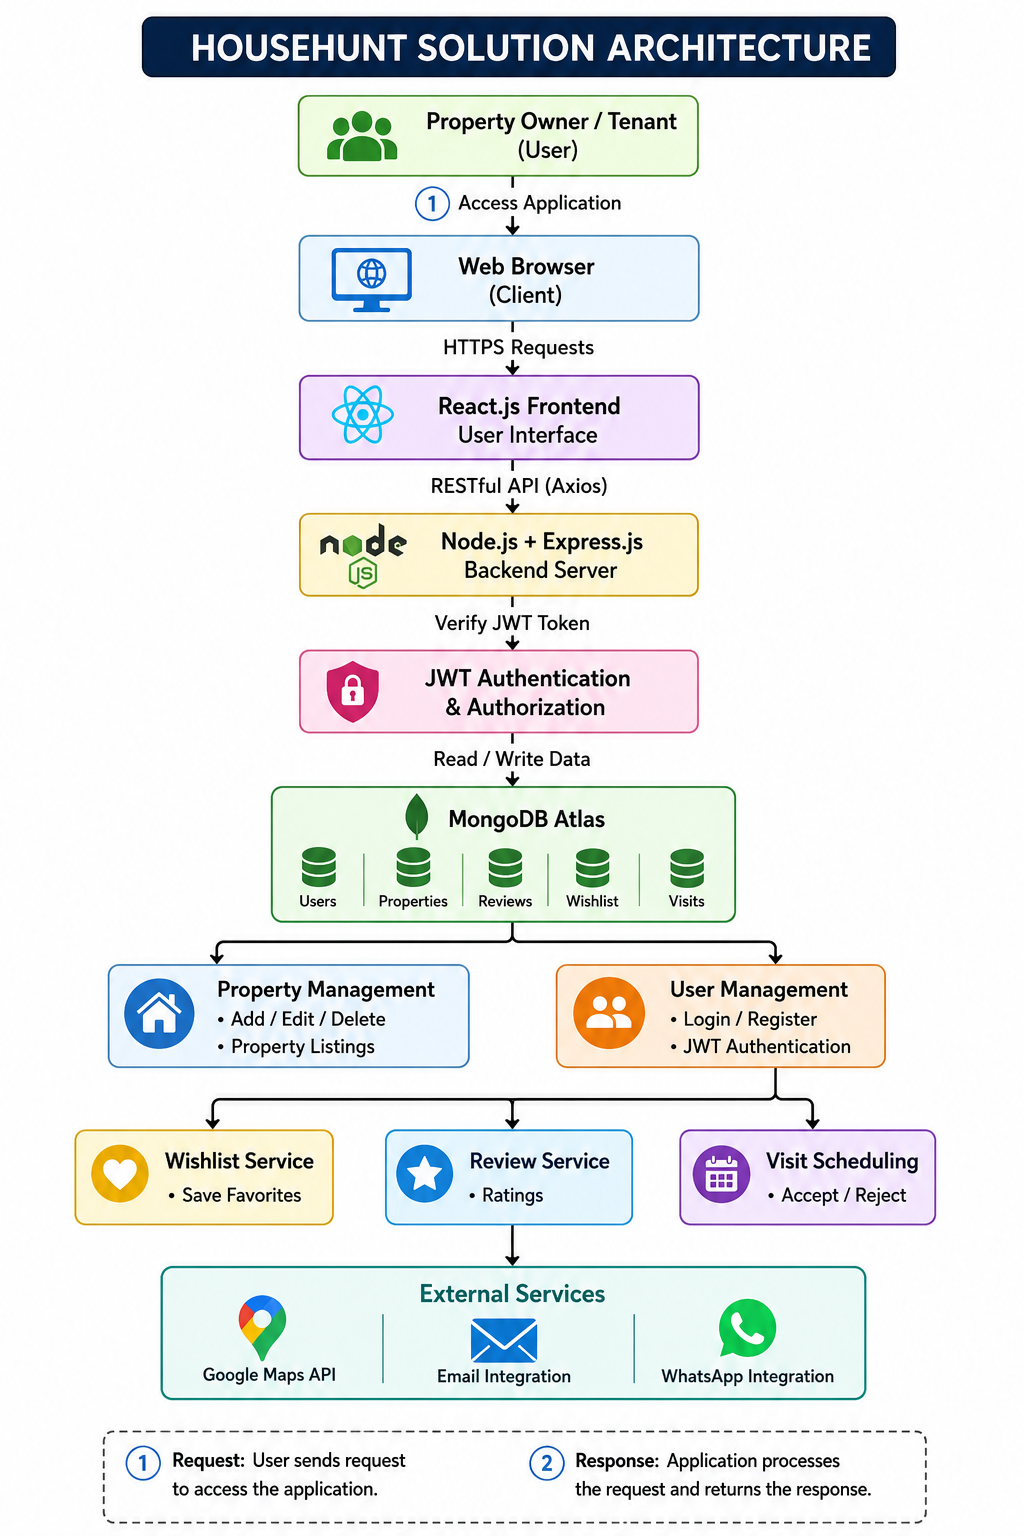 HOUSEHUNT SOLUTION ARCHITECTURE
Property Owner / Tenant
(User)
1 Access Application
Web Browser
(Client)
HTTPS Requests
React.js Frontend
User Interface
RESTful API (Axios)
node
JS
Node.js + Express.js
Backend Server
Verify JWT Token
JWT Authentication
& Authorization
Read / Write Data
MongoDB Atlas
Users Properties Reviews Wishlist Visits
Property Management
• Add / Edit / Delete
• Property Listings
User Management
• Login / Register
• JWT Authentication
Wishlist Service
• Save Favorites
Review Service
• Ratings
Visit Scheduling
• Accept / Reject
External Services
Google Maps API Email Integration WhatsApp Integration
1 Request: User sends request
to access the application.
2 Response: Application processes
the request and returns the response.